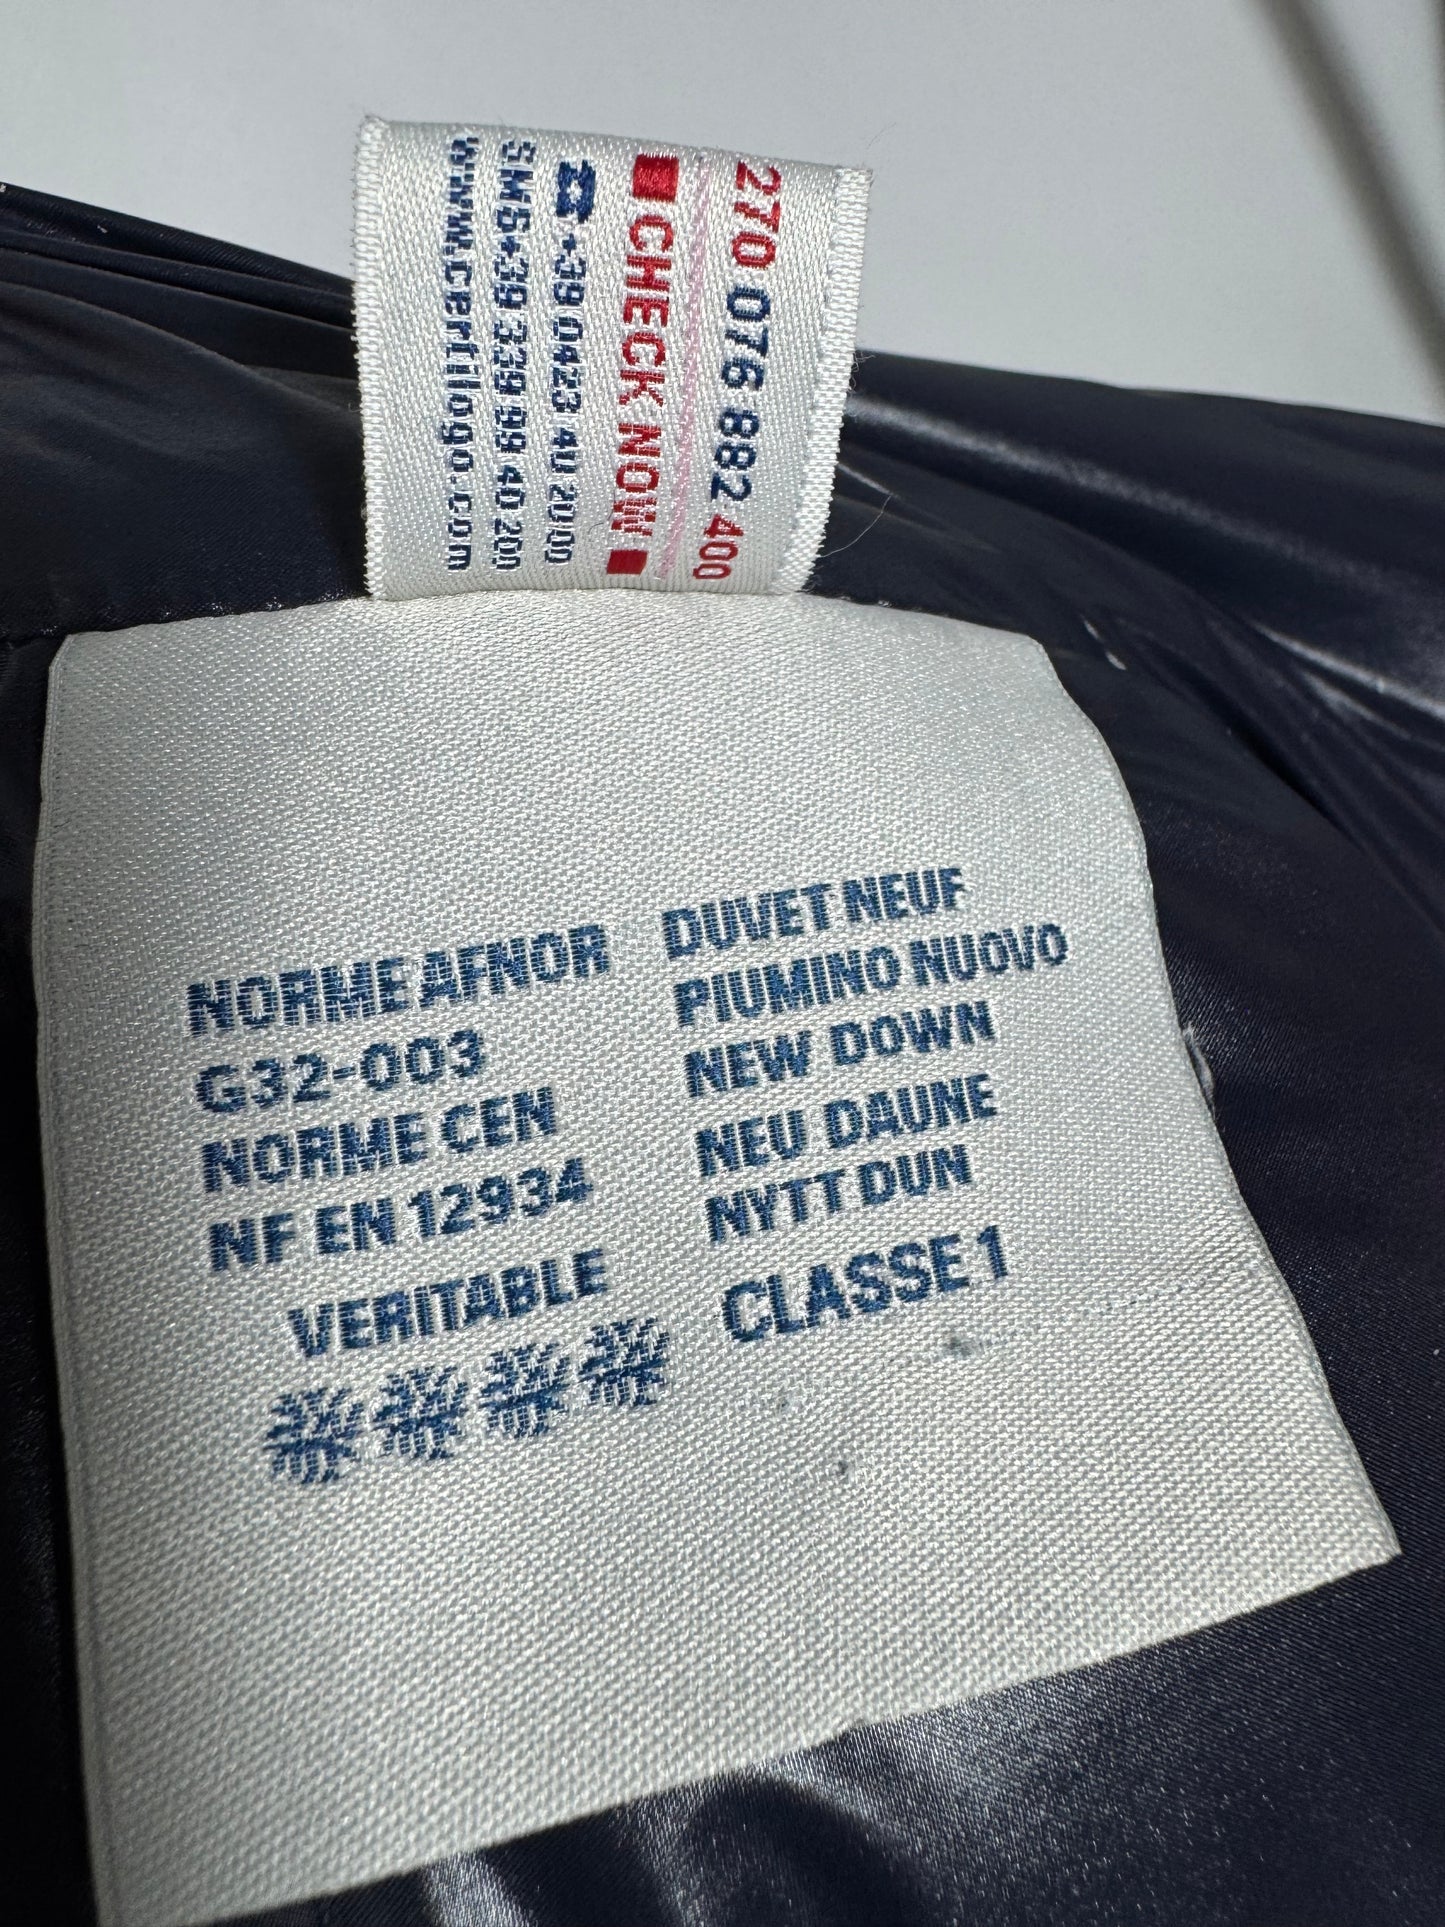 270 076 882 400
CHECK NOW
+39 0423 40 2000
SMS+39 339 99 40 200
www.certilogo.com
NORME AFNOR
G32-003
NORME CEN
NF EN 12934
VERITABLE
DUVET NEUF
PIUMINO NUOVO
NEW DOWN
NEU DAUNE
NYTT DUN
CLASSE 1